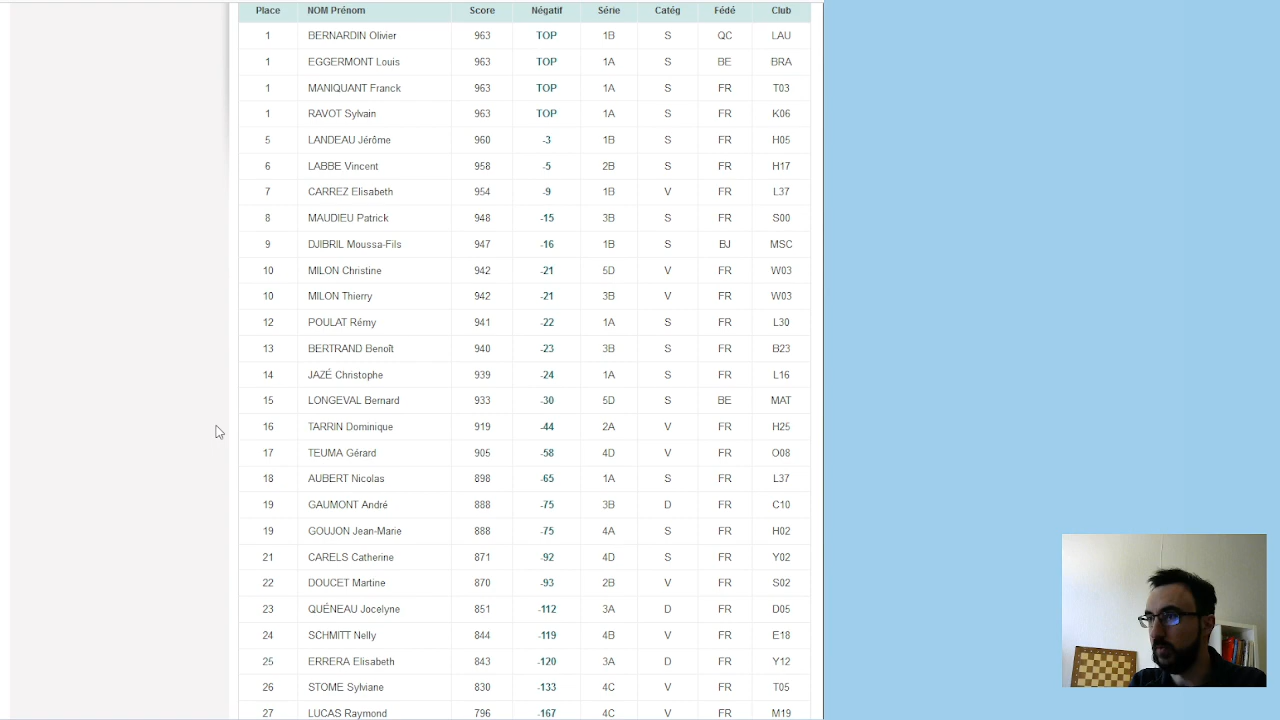 Place NOM Prénom Score Négatif Série Catég Fédé Club
1 BERNARDIN Olivier 963 TOP 1B S QC LAU
1 EGGERMONT Louis 963 TOP 1A S BE BRA
1 MANIQUANT Franck 963 TOP 1A S FR T03
1 RAVOT Sylvain 963 TOP 1A S FR K06
5 LANDEAU Jérôme 960 -3 1B S FR H05
6 LABBE Vincent 958 -5 2B S FR H17
7 CARREZ Elisabeth 954 -9 1B V FR L37
8 MAUDIEU Patrick 948 -15 3B S FR S00
9 DJIBRIL Moussa-Fils 947 -16 1B S BJ MSC
10 MILON Christine 942 -21 5D V FR W03
10 MILON Thierry 942 -21 3B V FR W03
12 POULAT Rémy 941 -22 1A S FR L30
13 BERTRAND Benoît 940 -23 3B S FR B23
14 JAZÉ Christophe 939 -24 1A S FR L16
15 LONGEVAL Bernard 933 -30 5D S BE MAT
16 TARRIN Dominique 919 -44 2A V FR H25
17 TEUMA Gérard 905 -58 4D V FR O08
18 AUBERT Nicolas 898 -65 1A S FR L37
19 GAUMONT André 888 -75 3B D FR C10
19 GOUJON Jean-Marie 888 -75 4A S FR H02
21 CARELS Catherine 871 -92 4D S FR Y02
22 DOUCET Martine 870 -93 2B V FR S02
23 QUÉNEAU Jocelyne 851 -112 3A D FR D05
24 SCHMITT Nelly 844 -119 4B V FR E18
25 ERRERA Elisabeth 843 -120 3A D FR Y12
26 STOME Sylviane 830 -133 4C V FR T05
27 LUCAS Raymond 796 -167 4C V FR M19